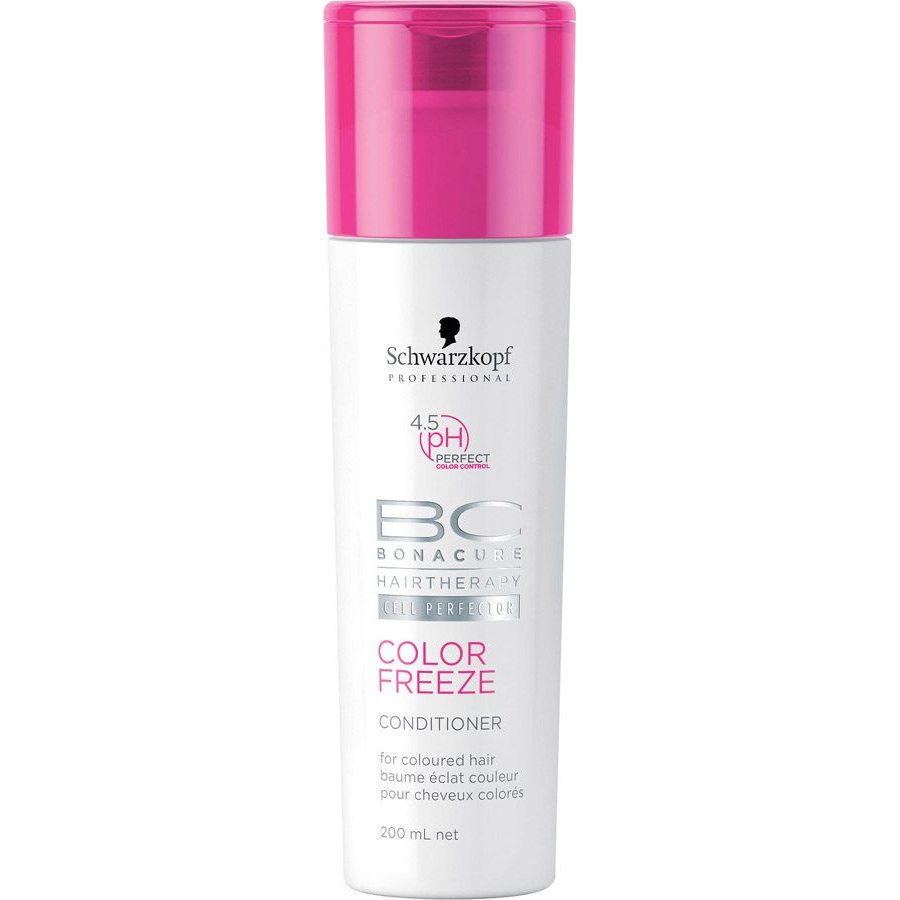 Schwarzkopf
PROFESSIONAL
4.5
pH
PERFECT
COLOR CONTROL
BC
BONACURE
HAIRTHERAPY
CELL PERFECTOR
COLOR
FREEZE
CONDITIONER
for coloured hair
baume éclat couleur
pour cheveux colorés
200 mL net